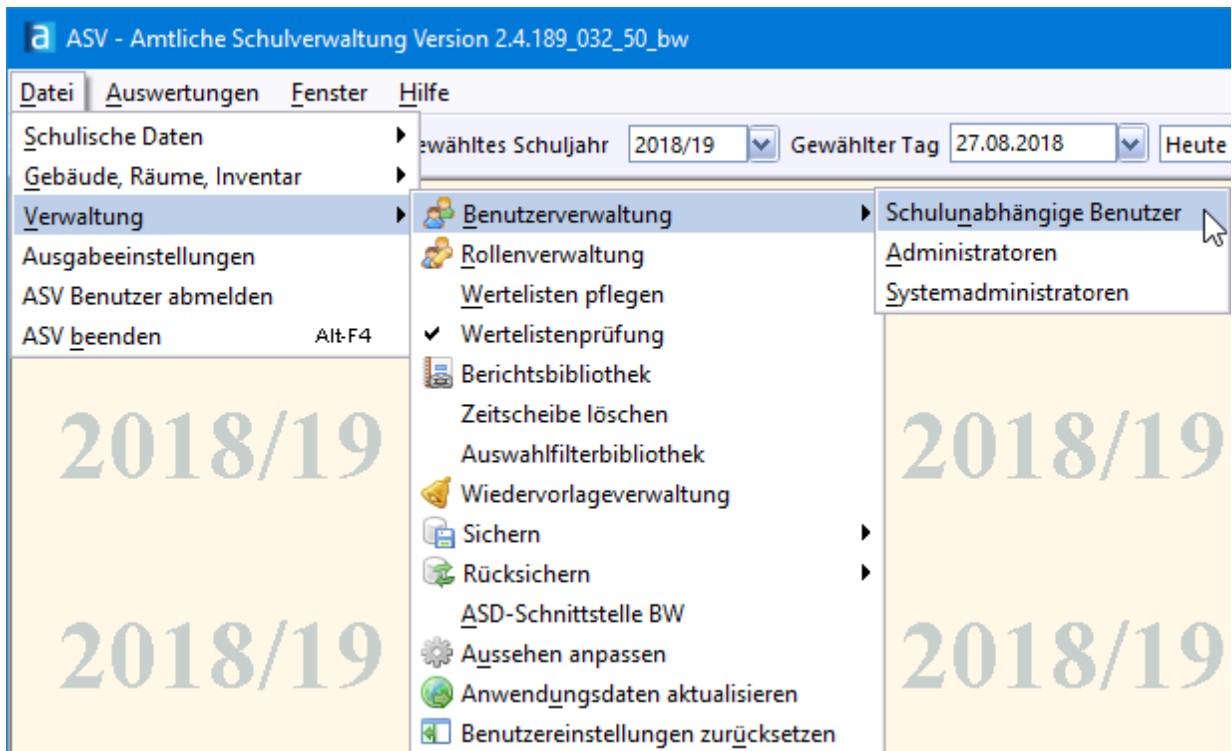 a ASV - Amtliche Schulverwaltung Version 2.4.189_032_50_bw
Datei Auswertungen Fenster Hilfe
ewähltes Schuljahr 2018/19 Gewählter Tag 27.08.2018 Heute
Schulische Daten
Gebäude, Räume, Inventar
Verwaltung
Ausgabeeinstellungen
ASV Benutzer abmelden
ASV beenden Alt-F4
Benutzerverwaltung
Rollenverwaltung
Wertelisten pflegen
Wertelistenprüfung
Berichtsbibliothek
Zeitscheibe löschen
Auswahlfilterbibliothek
Wiedervorlageverwaltung
Sichern
Rücksichern
ASD-Schnittstelle BW
Aussehen anpassen
Anwendungsdaten aktualisieren
Benutzereinstellungen zurücksetzen
Schulunabhängige Benutzer
Administratoren
Systemadministratoren
2018/19 2018/19
2018/19 2018/19